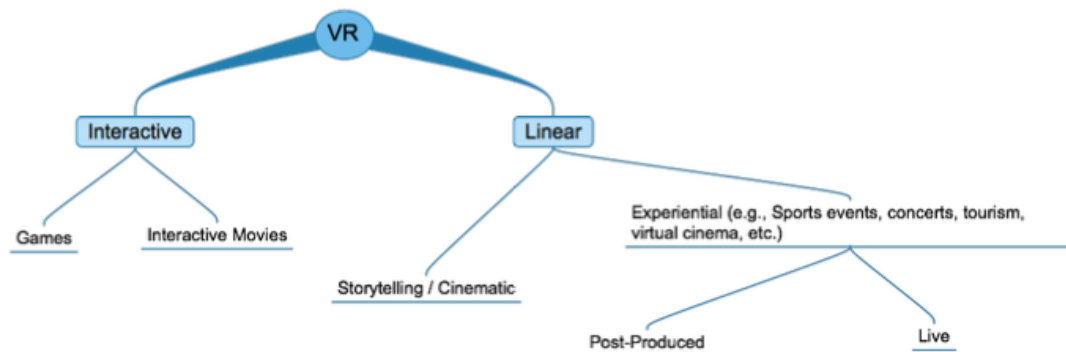 VR
Interactive
Linear
Games
Interactive Movies
Storytelling / Cinematic
Experiential (e.g., Sports events, concerts, tourism,
virtual cinema, etc.)
Post-Produced
Live